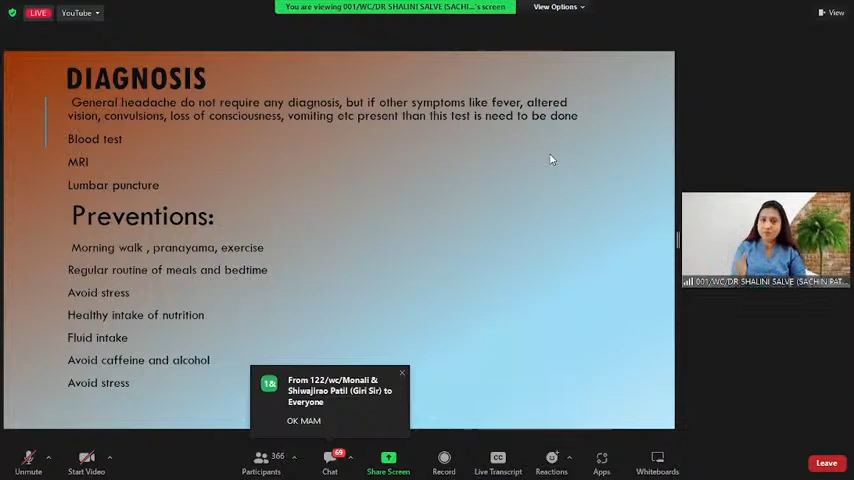 LIVE
YouTube
You are viewing 001/WC/DR SHALINI SALVE (SACHI...'s screen
View Options
View
DIAGNOSIS
General headache do not require any diagnosis, but if other symptoms like fever, altered
vision, convulsions, loss of consciousness, vomiting etc present than this test is need to be done
Blood test
MRI
Lumbar puncture
Preventions:
Morning walk , pranayama, exercise
Regular routine of meals and bedtime
Avoid stress
Healthy intake of nutrition
Fluid intake
Avoid caffeine and alcohol
Avoid stress
001/WC/DR SHALINI SALVE (SACHIN PAT...
1&
From 122/wc/Monali &
Shiwajirao Patil (Giri Sir) to
Everyone
OK MAM
Unmute
Start Video
Participants
366
Chat
69
Share Screen
Record
CC
Live Transcript
Reactions
Apps
Whiteboards
Leave